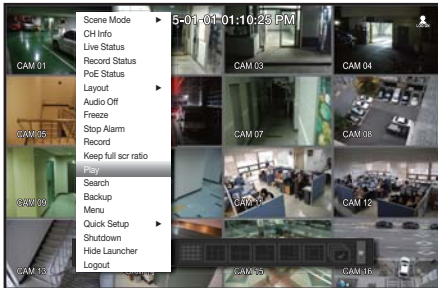 Scene Mode ▶
CH Info
Live Status
Record Status
PoE Status
Layout ▶
Audio Off
Freeze
Stop Alarm
Record
Keep full scr ratio
Play
Search
Backup
Menu
Quick Setup ▶
Shutdown
Hide Launcher
Logout
5-01-01 01:10:25 PM
CAM 01
CAM 03
CAM 04
CAM 05
CAM 07
CAM 08
CAM 09
CAM 11
CAM 12
CAM 13
CAM 15
CAM 16